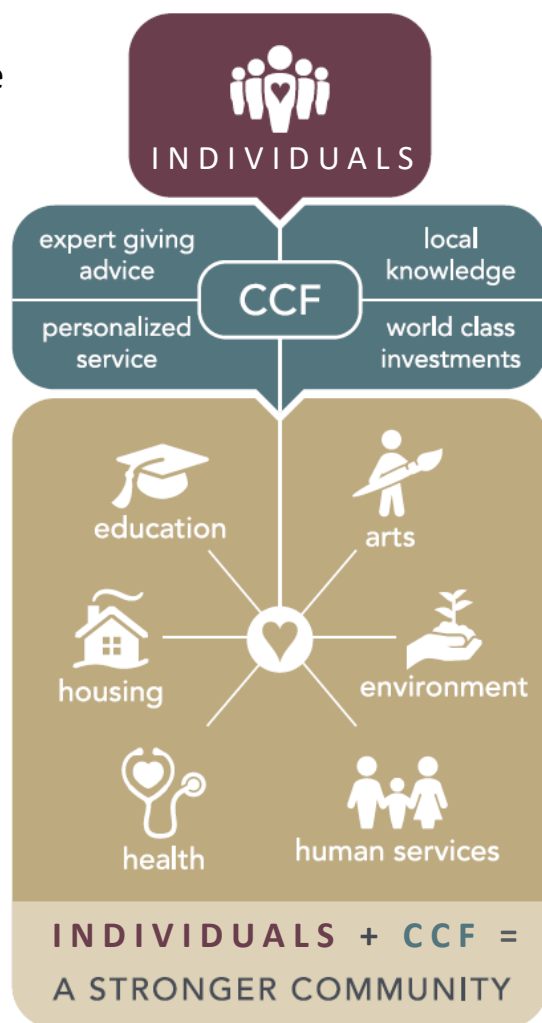 e
INDIVIDUALS
expert giving
advice
local
knowledge
CCF
personalized
service
world class
investments
education
arts
housing
environment
health
human services
INDIVIDUALS + CCF =
A STRONGER COMMUNITY